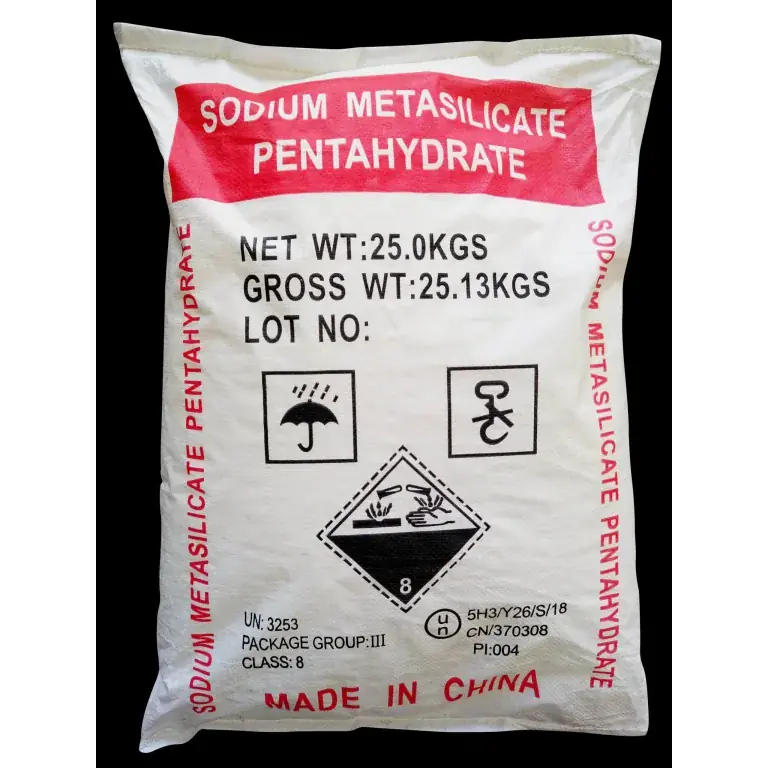 SODIUM METASILICATE
PENTAHYDRATE
NET WT:25.0KGS
GROSS WT:25.13KGS
LOT NO:
SODIUM METASILICATE PENTAHYDRATE
SODIUM METASILICATE PENTAHYDRATE
8
UN: 3253
PACKAGE GROUP:III
CLASS: 8
un
5H3/Y26/S/18
CN/370308
PI:004
MADE IN CHINA